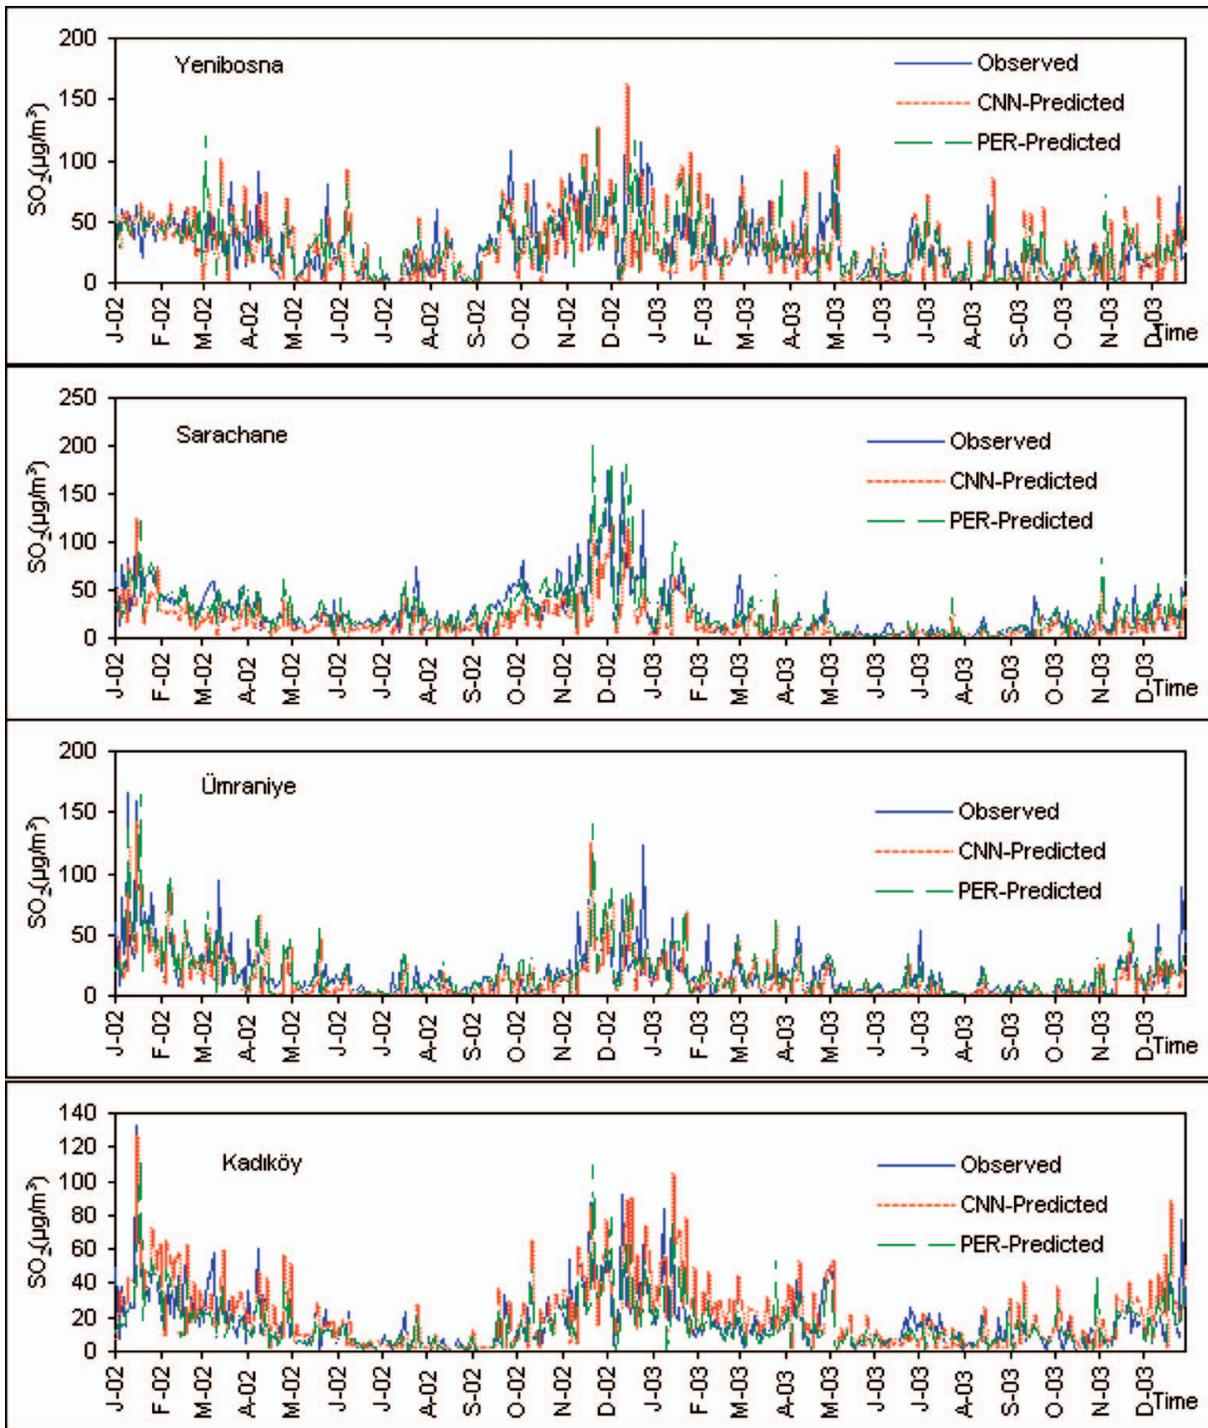 200
Yenibosna
Observed
150
CNN-Predicted
PER-Predicted
SO₂(µg/m³)
100
50
0
J-02 F-02 M-02 A-02 M-02 J-02 J-02 A-02 S-02 O-02 N-02 D-02 J-03 F-03 M-03 A-03 M-03 J-03 J-03 A-03 S-03 O-03 N-03 D-03 Time
250
Sarachane
Observed
200
CNN-Predicted
150
PER-Predicted
SO₂(µg/m³)
100
50
0
J-02 F-02 M-02 A-02 M-02 J-02 J-02 A-02 S-02 O-02 N-02 D-02 J-03 F-03 M-03 A-03 M-03 J-03 J-03 A-03 S-03 O-03 N-03 D-03 Time
200
Ümraniye
Observed
150
CNN-Predicted
PER-Predicted
SO₂(µg/m³)
100
50
0
J-02 F-02 M-02 A-02 M-02 J-02 J-02 A-02 S-02 O-02 N-02 D-02 J-03 F-03 M-03 A-03 M-03 J-03 J-03 A-03 S-03 O-03 N-03 D-03 Time
140
120
Kadıköy
Observed
100
CNN-Predicted
80
PER-Predicted
SO₂(µg/m³)
60
40
20
0
J-02 F-02 M-02 A-02 M-02 J-02 J-02 A-02 S-02 O-02 N-02 D-02 J-03 F-03 M-03 A-03 M-03 J-03 J-03 A-03 S-03 O-03 N-03 D-03 Time